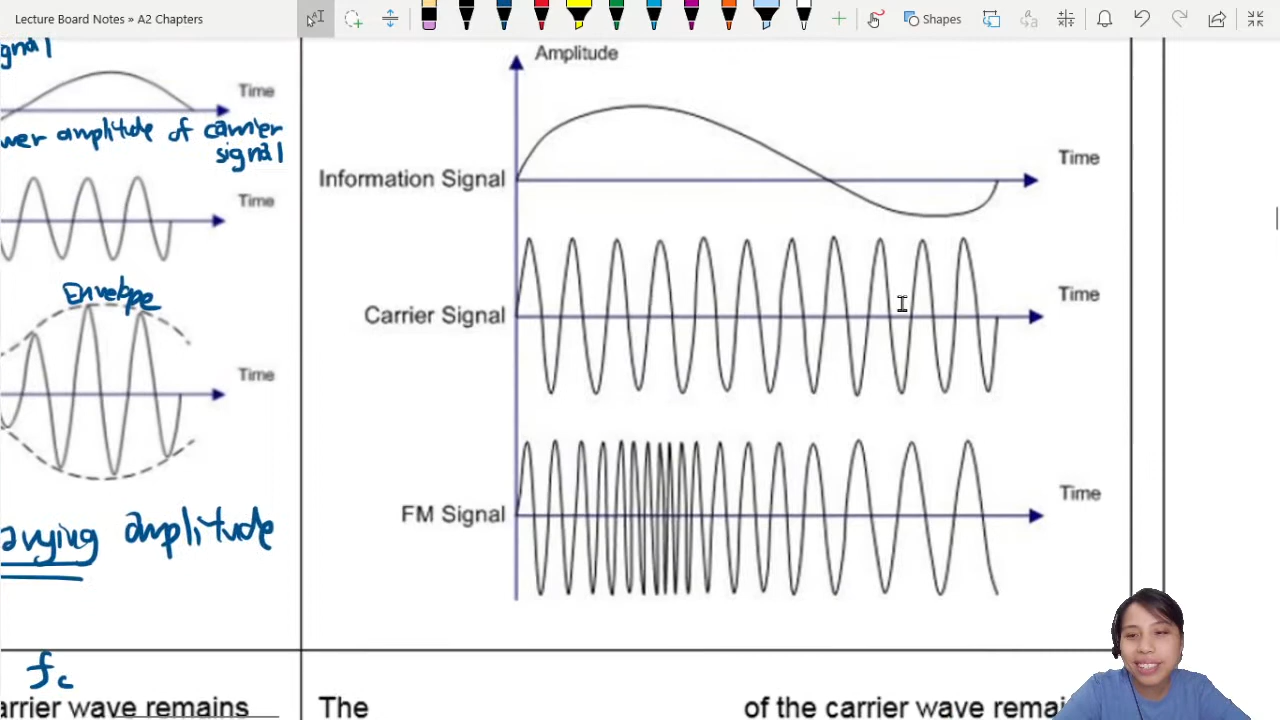 Lecture Board Notes » A2 Chapters
Shapes
gnal
Time
wer amplitude of carrier
signal
Time
Envelope
Time
arying amplitude
fc
arrier wave remains
Amplitude
Information Signal
Time
Carrier Signal
Time
FM Signal
Time
The of the carrier wave remai